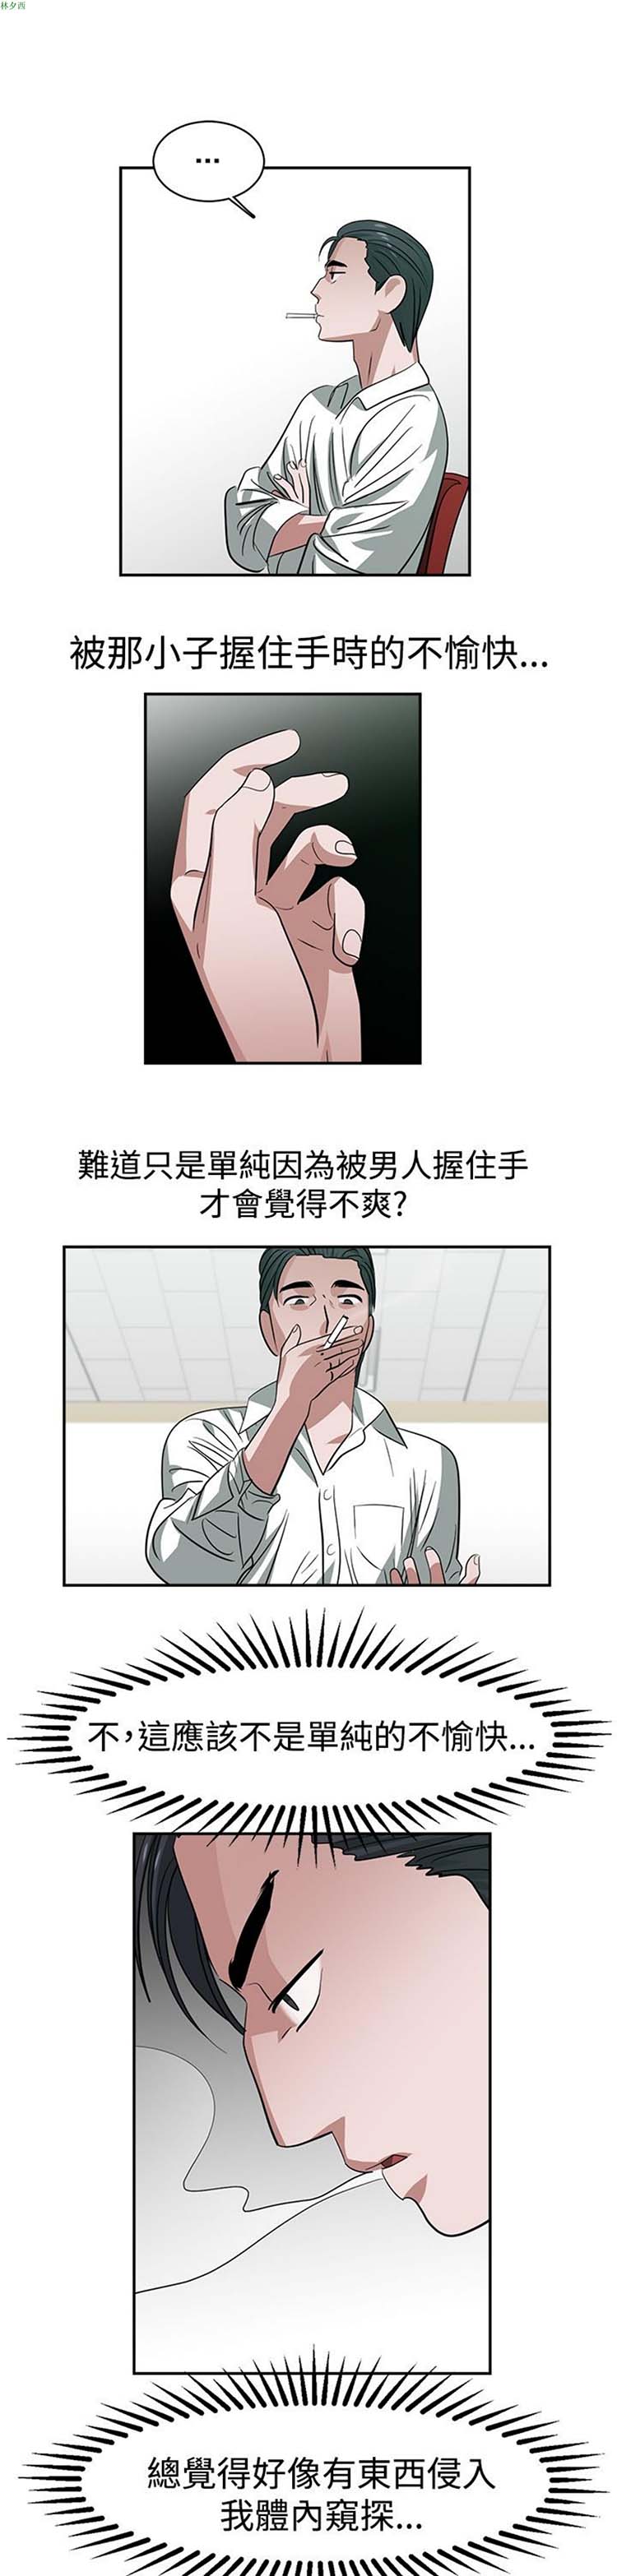 林夕西
...
被那小子握住手時的不愉快...
難道只是單純因為被男人握住手
才會覺得不爽?
不,這應該不是單純的不愉快...
總覺得好像有東西侵入
我體內窺探...